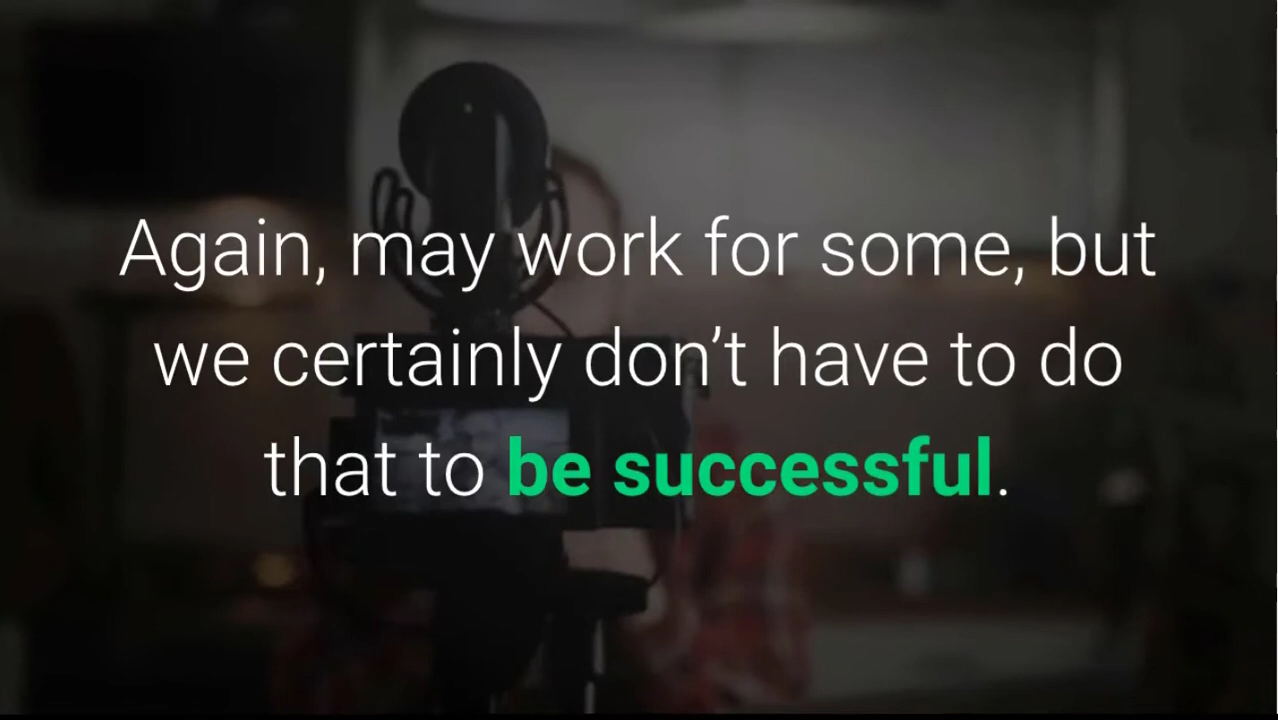 Again, may work for some, but
we certainly don’t have to do
that to be successful.